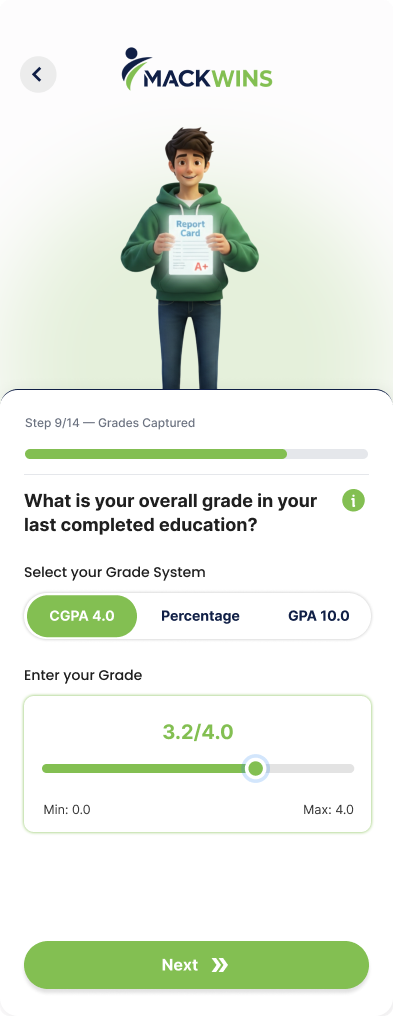 MACKWINS
Report
Card
A+
Step 9/14 — Grades Captured
What is your overall grade in your
last completed education?
i
Select your Grade System
CGPA 4.0
Percentage
GPA 10.0
Enter your Grade
3.2/4.0
Min: 0.0
Max: 4.0
Next